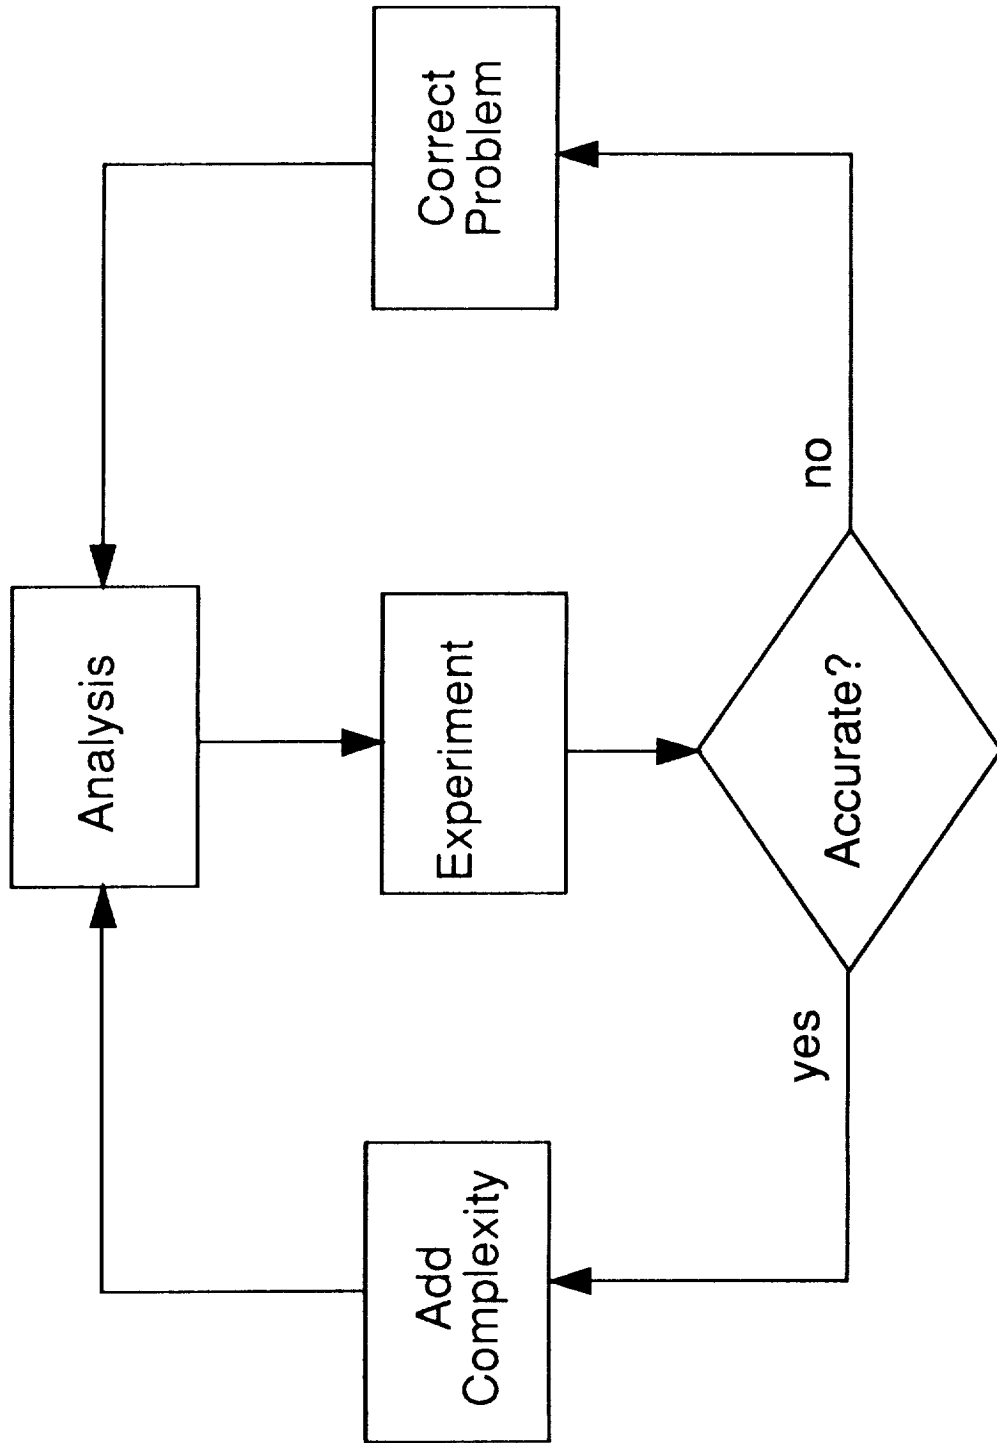 Analysis
Experiment
Accurate?
yes
no
Add
Complexity
Correct
Problem